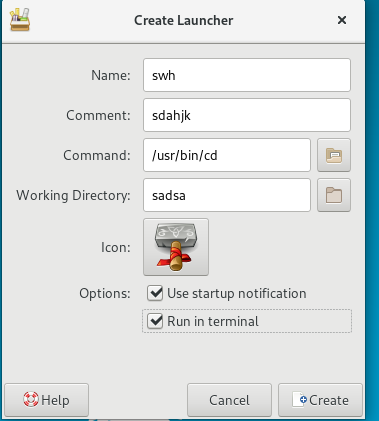 Create Launcher
Name: swh
Comment: sdahjk
Command: /usr/bin/cd
Working Directory: sadsa
Icon:
Options: Use startup notification
Run in terminal
Help Cancel Create